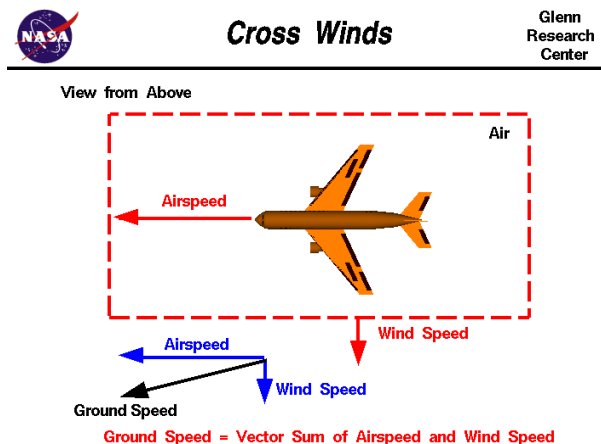 NASA
Cross Winds
Glenn
Research
Center
View from Above
Air
Airspeed
Wind Speed
Airspeed
Wind Speed
Ground Speed
Ground Speed = Vector Sum of Airspeed and Wind Speed